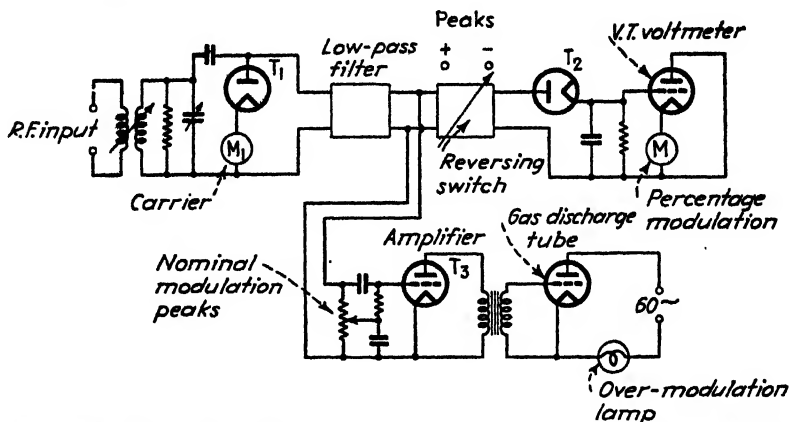 Peaks
+ -
Low-pass
filter
T1
T2
V.T. voltmeter
R.F. input
M1
M
Carrier
Reversing
switch
Percentage
modulation
Gas discharge
tube
Amplifier
T3
Nominal
modulation
peaks
60~
Over-modulation
lamp